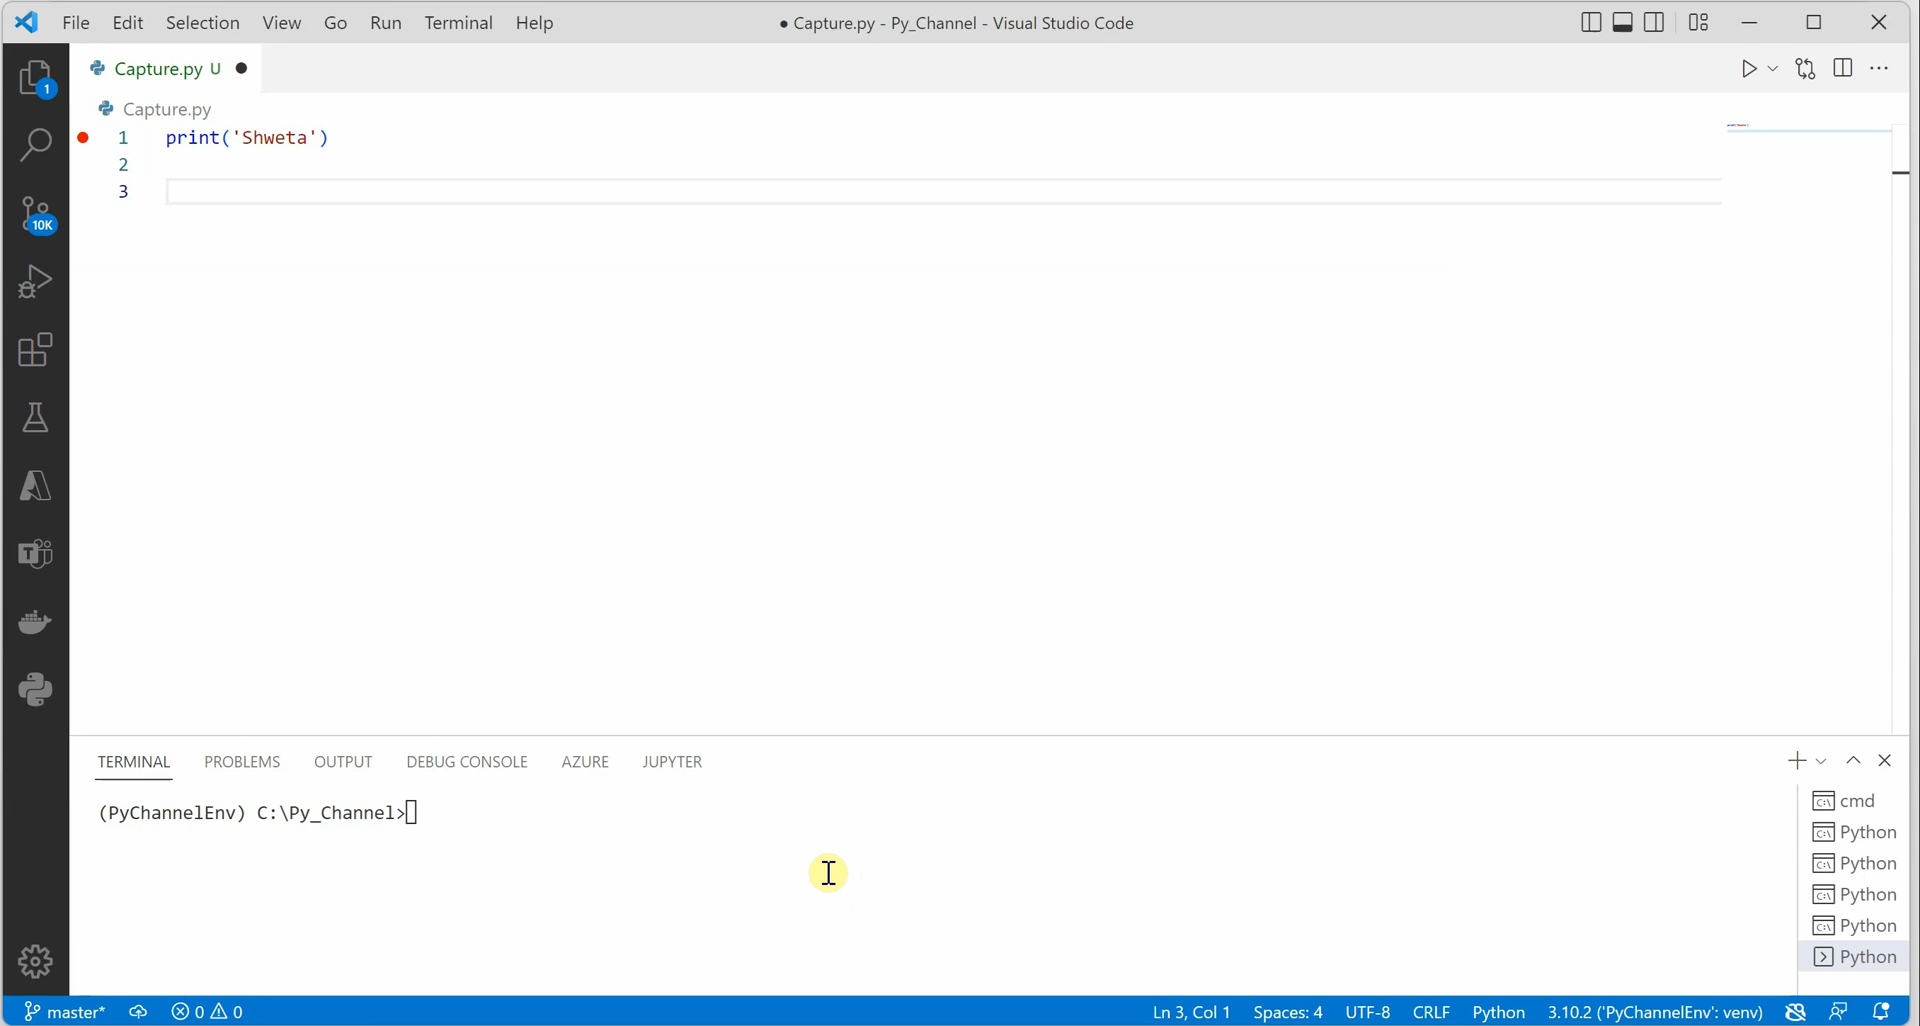 File Edit Selection View Go Run Terminal Help
● Capture.py - Py_Channel - Visual Studio Code
1
Capture.py U ●
Capture.py
1 print('Shweta')
2
3
10K
TERMINAL PROBLEMS OUTPUT DEBUG CONSOLE AZURE JUPYTER
(PyChannelEnv) C:\Py_Channel>
cmd
Python
Python
Python
Python
Python
master* 0 0 Ln 3, Col 1 Spaces: 4 UTF-8 CRLF Python 3.10.2 ('PyChannelEnv': venv)